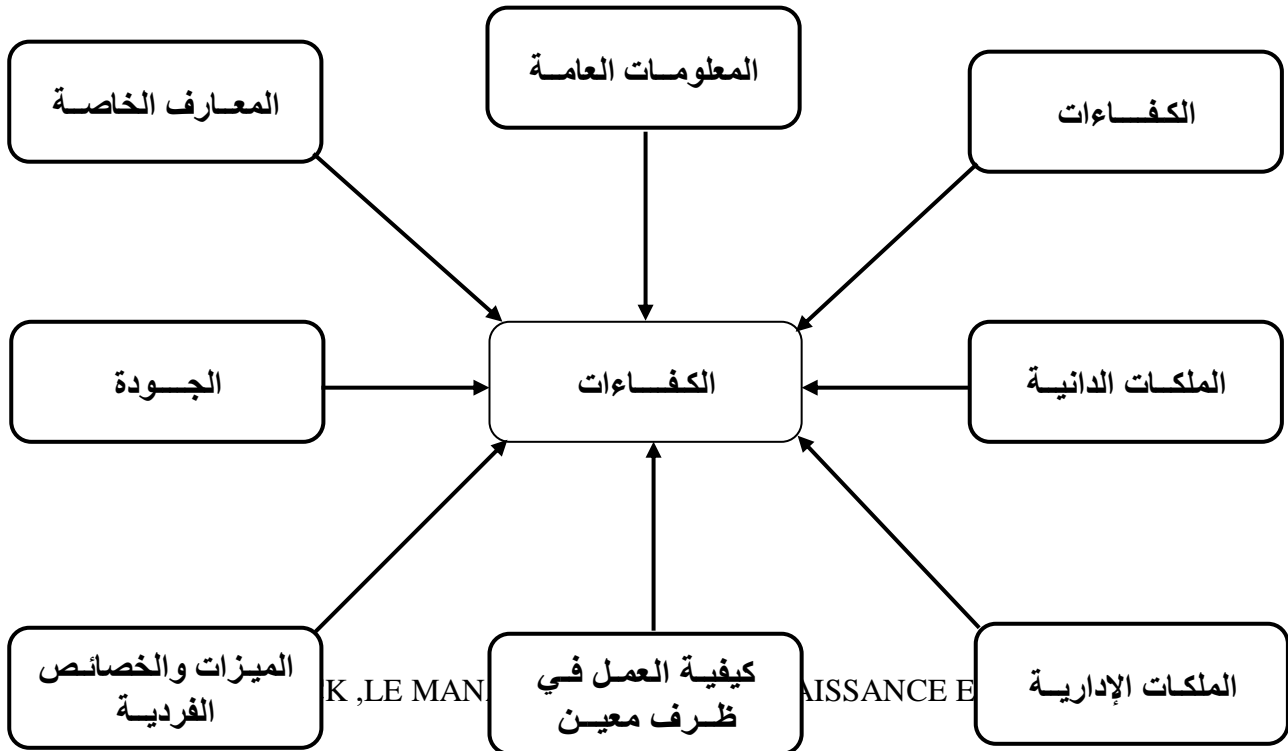 المعلومات العامة
الكفاءات
المعارف الخاصة
الملكات الدانية
الكفاءات
الجودة
الملكات الإدارية
كيفية العمل في
ظرف معين
الميزات والخصائص
الفردية
K ,LE MAN AISSANCE E